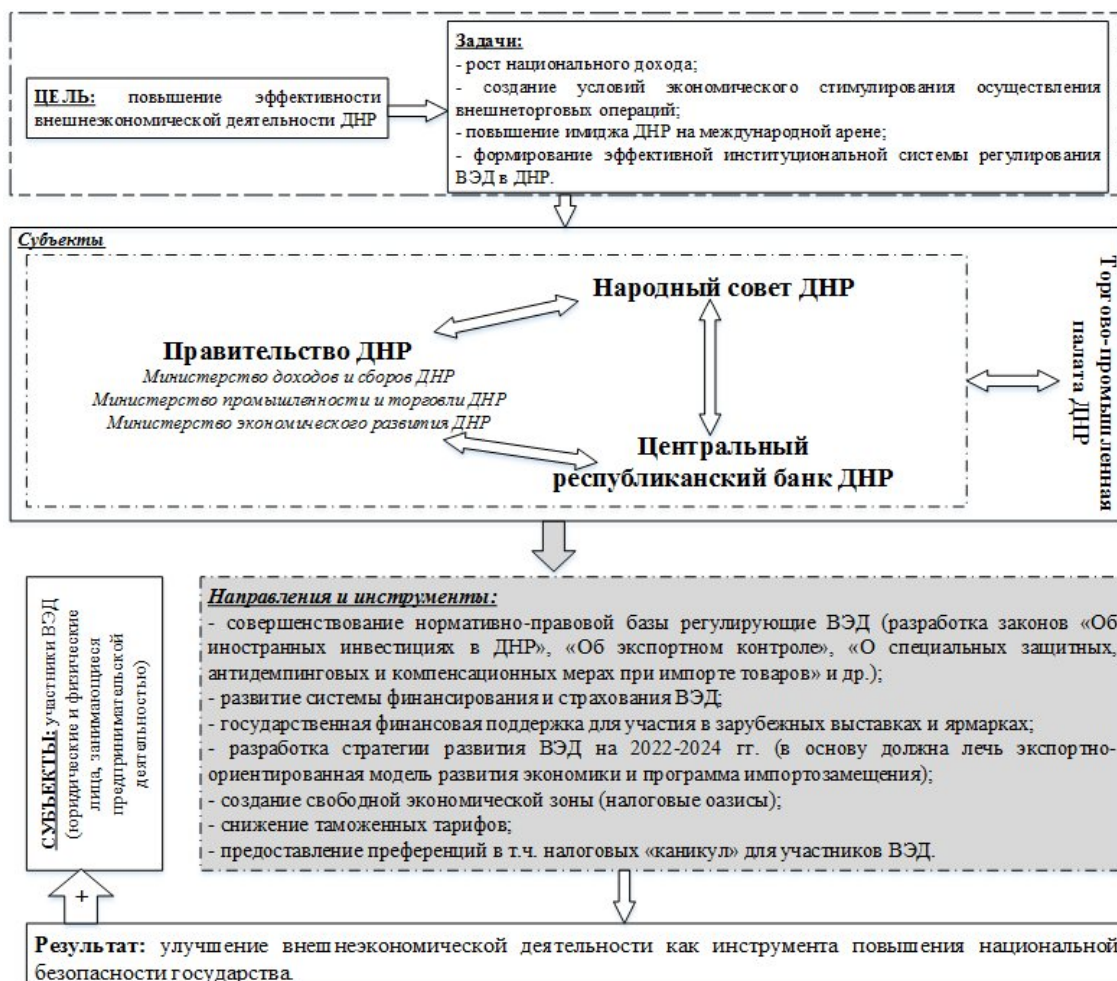 ЦЕЛЬ: повышение эффективности
внешнеэкономической деятельности ДНР
Задачи:
- рост национального дохода;
- создание условий экономического стимулирования осуществления
внешнеторговых операций;
- повышение имиджа ДНР на международной арене;
- формирование эффективной институциональной системы регулирования
ВЭД в ДНР.
Субъекты
Народный совет ДНР
Правительство ДНР
Министерство доходов и сборов ДНР
Министерство промышленности и торговли ДНР
Министерство экономического развития ДНР
Центральный
республиканский банк ДНР
Торгово-промышленная
палата ДНР
СУБЪЕКТЫ: участники ВЭД
(юридические и физические
лица, занимающиеся
предпринимательской
деятельностью)
Направления и инструменты:
- совершенствование нормативно-правовой базы регулирующие ВЭД (разработка законов «Об
иностранных инвестициях в ДНР», «Об экспортном контроле», «О специальных защитных,
антидемпинговых и компенсационных мерах при импорте товаров» и др.);
- развитие системы финансирования и страхования ВЭД;
- государственная финансовая поддержка для участия в зарубежных выставках и ярмарках;
- разработка стратегии развития ВЭД на 2022-2024 гг. (в основу должна лечь экспортно-
ориентированная модель развития экономики и программа импортозамещения);
- создание свободной экономической зоны (налоговые оазисы);
- снижение таможенных тарифов;
- предоставление преференций в т.ч. налоговых «каникул» для участников ВЭД.
+
Результат: улучшение внешнеэкономической деятельности как инструмента повышения национальной
безопасности государства.